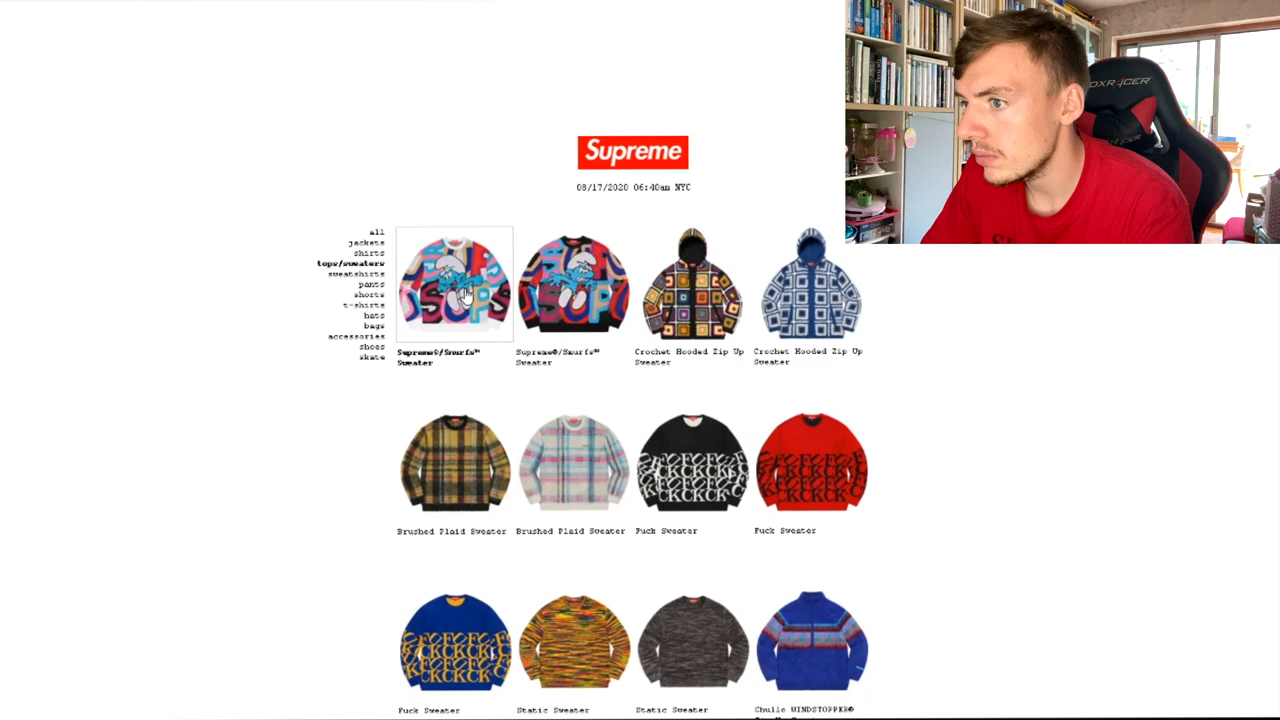 DXRACER
Supreme
08/17/2020 06:40am NYC
all
jackets
shirts
tops/sweaters
sweatshirts
pants
shorts
t-shirts
hats
bags
accessories
shoes
skate
Supreme®/Smurfs™
Sweater
Supreme®/Smurfs™
Sweater
Crochet Hooded Zip Up
Sweater
Crochet Hooded Zip Up
Sweater
Brushed Plaid Sweater
Brushed Plaid Sweater
Fuck Sweater
Fuck Sweater
Fuck Sweater
Static Sweater
Static Sweater
Chullo WINDSTOPPER®